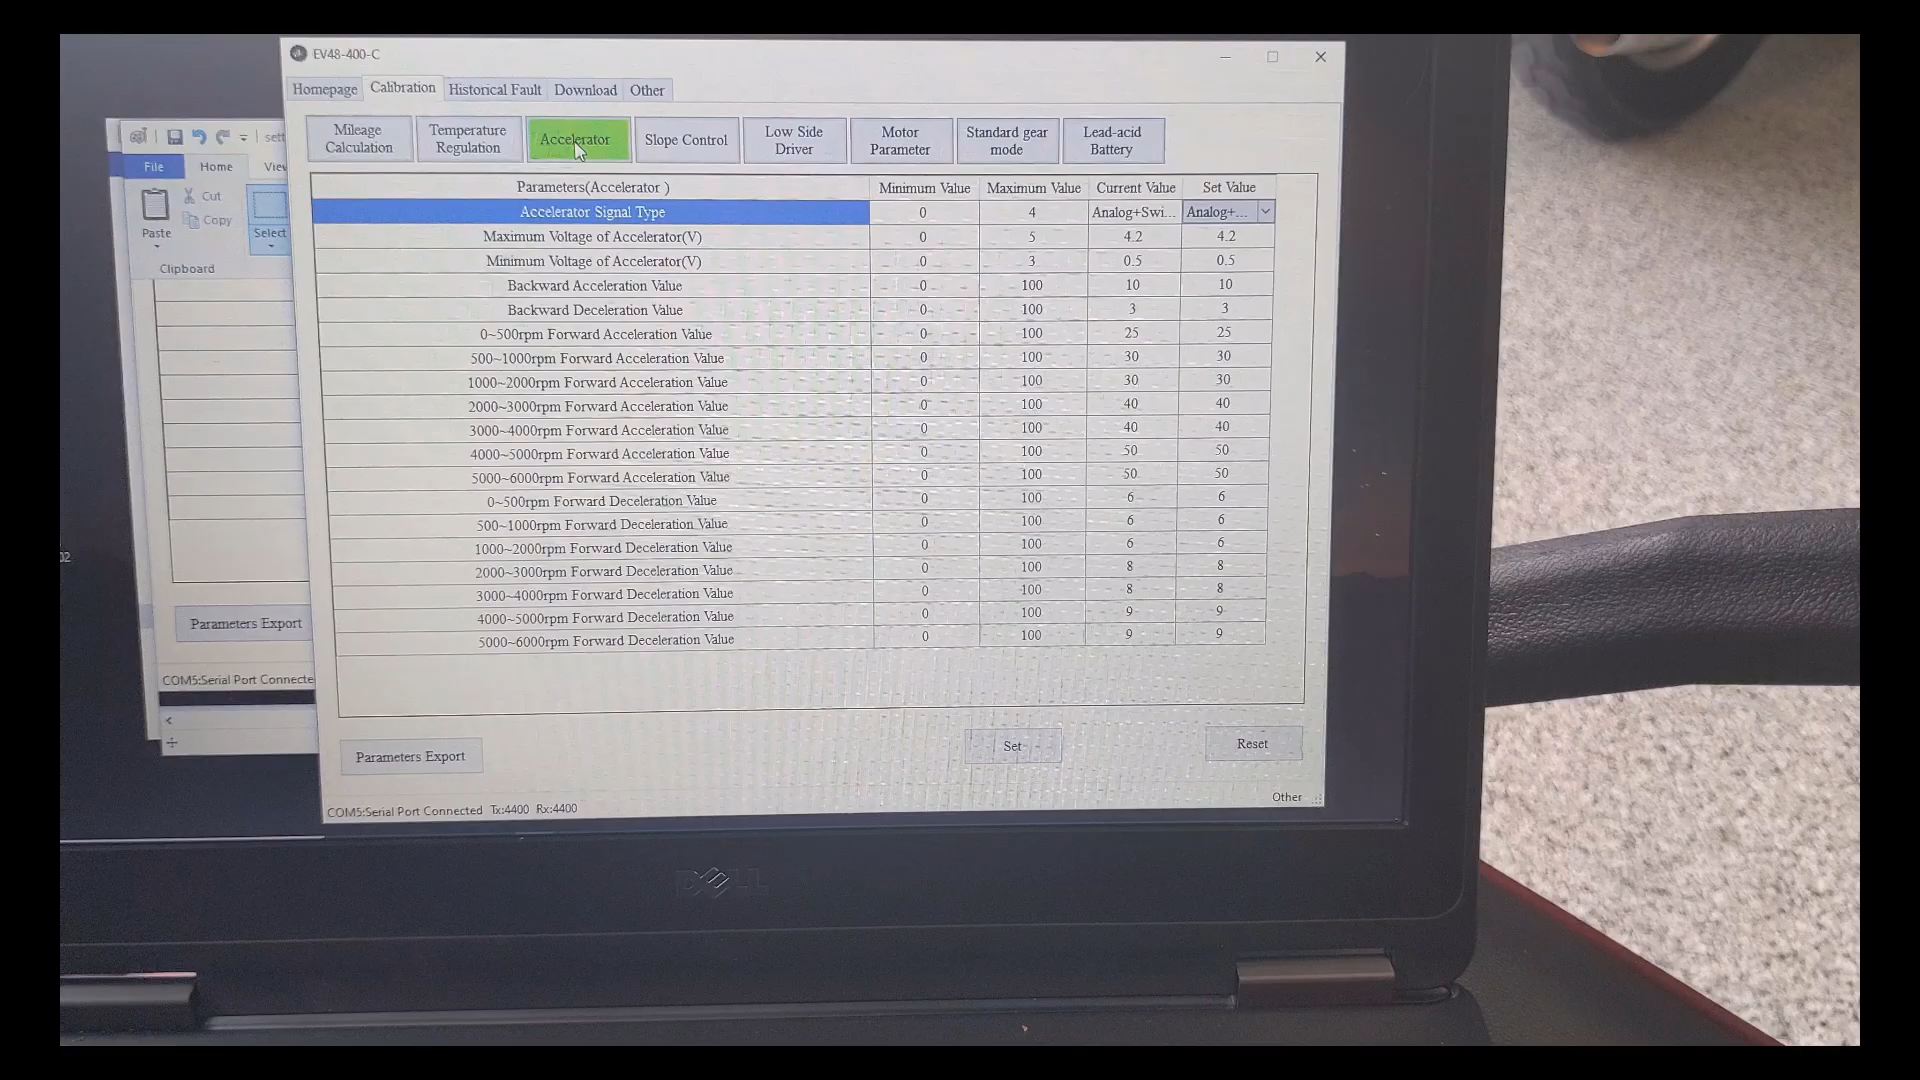 EV48-400-C
Homepage Calibration Historical Fault Download Other
Mileage Calculation
Temperature Regulation
Accelerator
Slope Control
Low Side Driver
Motor Parameter
Standard gear mode
Lead-acid Battery
Parameters(Accelerator ) Minimum Value Maximum Value Current Value Set Value
Accelerator Signal Type 0 4 Analog+Swi... Analog+...
Maximum Voltage of Accelerator(V) 0 5 4.2 4.2
Minimum Voltage of Accelerator(V) 0 3 0.5 0.5
Backward Acceleration Value 0 100 10 10
Backward Deceleration Value 0 100 3 3
0~500rpm Forward Acceleration Value 0 100 25 25
500~1000rpm Forward Acceleration Value 0 100 30 30
1000~2000rpm Forward Acceleration Value 0 100 30 30
2000~3000rpm Forward Acceleration Value 0 100 40 40
3000~4000rpm Forward Acceleration Value 0 100 40 40
4000~5000rpm Forward Acceleration Value 0 100 50 50
5000~6000rpm Forward Acceleration Value 0 100 50 50
0~500rpm Forward Deceleration Value 0 100 6 6
500~1000rpm Forward Deceleration Value 0 100 6 6
1000~2000rpm Forward Deceleration Value 0 100 6 6
2000~3000rpm Forward Deceleration Value 0 100 8 8
3000~4000rpm Forward Deceleration Value 0 100 8 8
4000~5000rpm Forward Deceleration Value 0 100 9 9
5000~6000rpm Forward Deceleration Value 0 100 9 9
Parameters Export
Set
Reset
COM5:Serial Port Connected Tx:4400 Rx:4400
Other
File Home
Paste
Cut
Copy
Select
Clipboard
Parameters Export
COM5:Serial Port
02
DELL